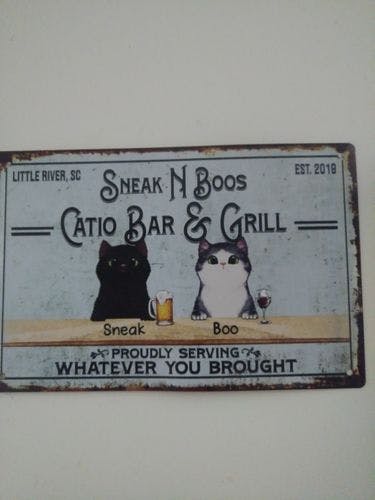 LITTLE RIVER, SC
EST. 2019
SNEAK N BOOS
CATIO BAR & GRILL
Sneak Boo
PROUDLY SERVING
WHATEVER YOU BROUGHT